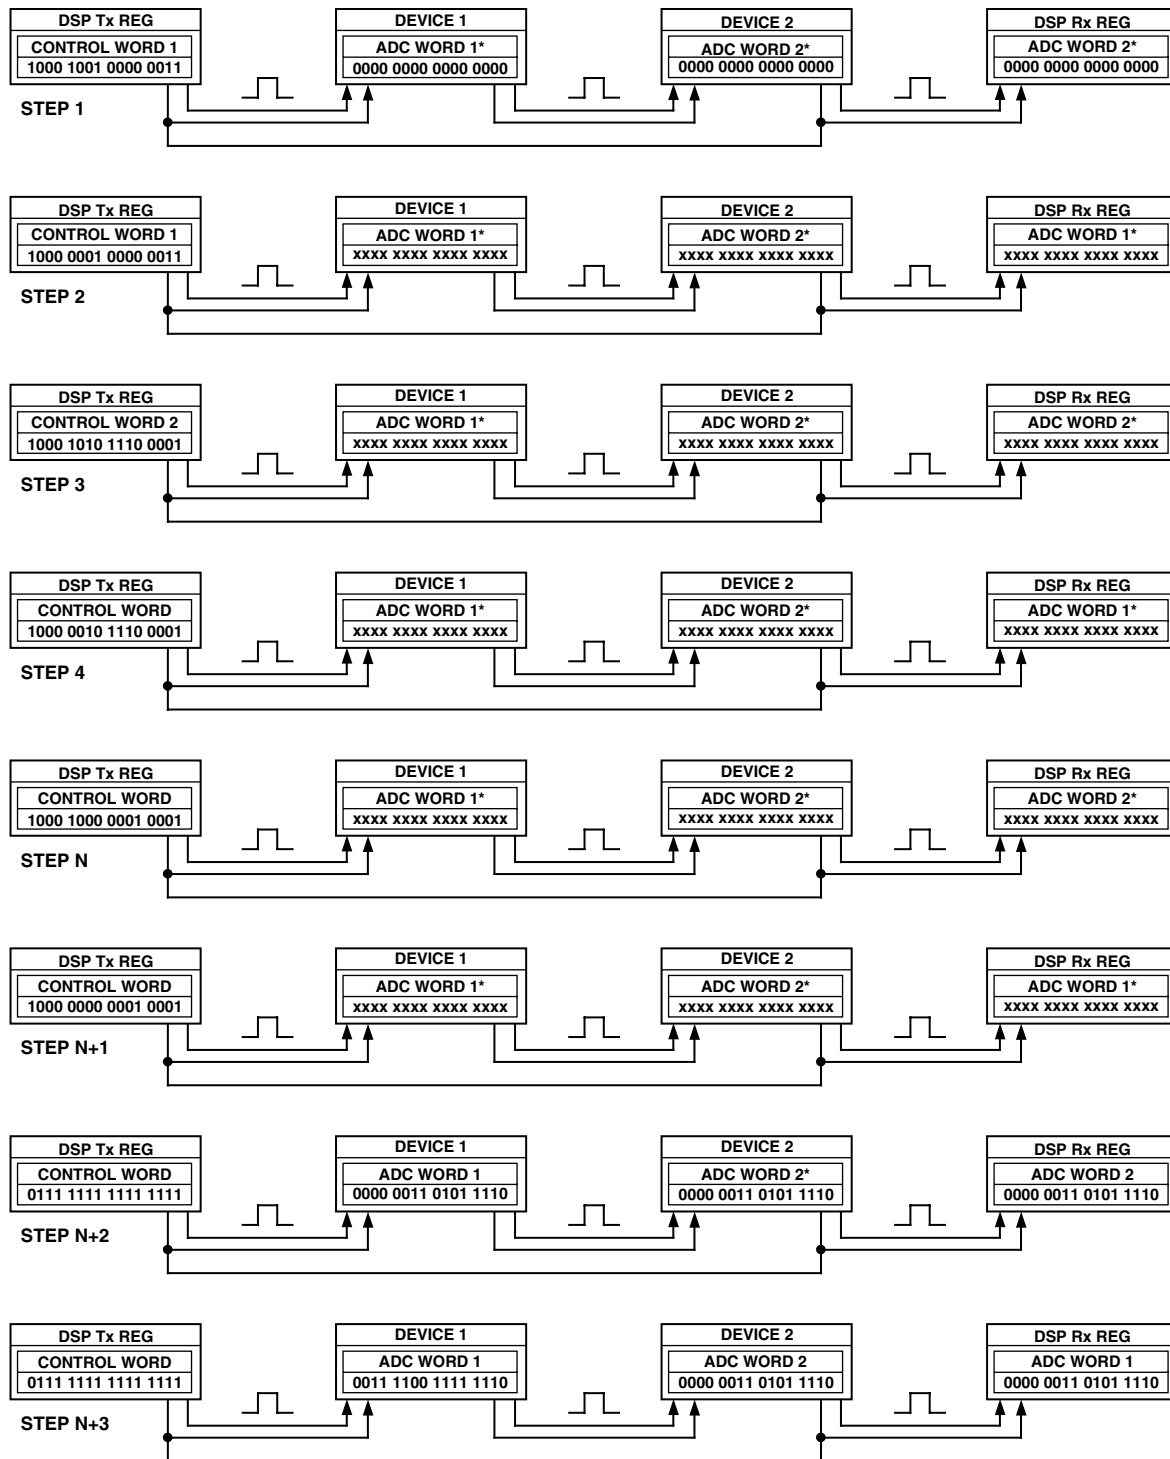 DSP Tx REG
CONTROL WORD 1
1000 1001 0000 0011
DEVICE 1
ADC WORD 1*
0000 0000 0000 0000
DEVICE 2
ADC WORD 2*
0000 0000 0000 0000
DSP Rx REG
ADC WORD 2*
0000 0000 0000 0000
STEP 1
DSP Tx REG
CONTROL WORD 1
1000 0001 0000 0011
DEVICE 1
ADC WORD 1*
xxxx xxxx xxxx xxxx
DEVICE 2
ADC WORD 2*
xxxx xxxx xxxx xxxx
DSP Rx REG
ADC WORD 1*
xxxx xxxx xxxx xxxx
STEP 2
DSP Tx REG
CONTROL WORD 2
1000 1010 1110 0001
DEVICE 1
ADC WORD 1*
xxxx xxxx xxxx xxxx
DEVICE 2
ADC WORD 2*
xxxx xxxx xxxx xxxx
DSP Rx REG
ADC WORD 2*
xxxx xxxx xxxx xxxx
STEP 3
DSP Tx REG
CONTROL WORD
1000 0010 1110 0001
DEVICE 1
ADC WORD 1*
xxxx xxxx xxxx xxxx
DEVICE 2
ADC WORD 2*
xxxx xxxx xxxx xxxx
DSP Rx REG
ADC WORD 1*
xxxx xxxx xxxx xxxx
STEP 4
DSP Tx REG
CONTROL WORD
1000 1000 0001 0001
DEVICE 1
ADC WORD 1*
xxxx xxxx xxxx xxxx
DEVICE 2
ADC WORD 2*
xxxx xxxx xxxx xxxx
DSP Rx REG
ADC WORD 2*
xxxx xxxx xxxx xxxx
STEP N
DSP Tx REG
CONTROL WORD
1000 0000 0001 0001
DEVICE 1
ADC WORD 1*
xxxx xxxx xxxx xxxx
DEVICE 2
ADC WORD 2*
xxxx xxxx xxxx xxxx
DSP Rx REG
ADC WORD 1*
xxxx xxxx xxxx xxxx
STEP N+1
DSP Tx REG
CONTROL WORD
0111 1111 1111 1111
DEVICE 1
ADC WORD 1
0000 0011 0101 1110
DEVICE 2
ADC WORD 2*
0000 0011 0101 1110
DSP Rx REG
ADC WORD 2
0000 0011 0101 1110
STEP N+2
DSP Tx REG
CONTROL WORD
0111 1111 1111 1111
DEVICE 1
ADC WORD 1
0011 1100 1111 1110
DEVICE 2
ADC WORD 2
0000 0011 0101 1110
DSP Rx REG
ADC WORD 1
0000 0011 0101 1110
STEP N+3